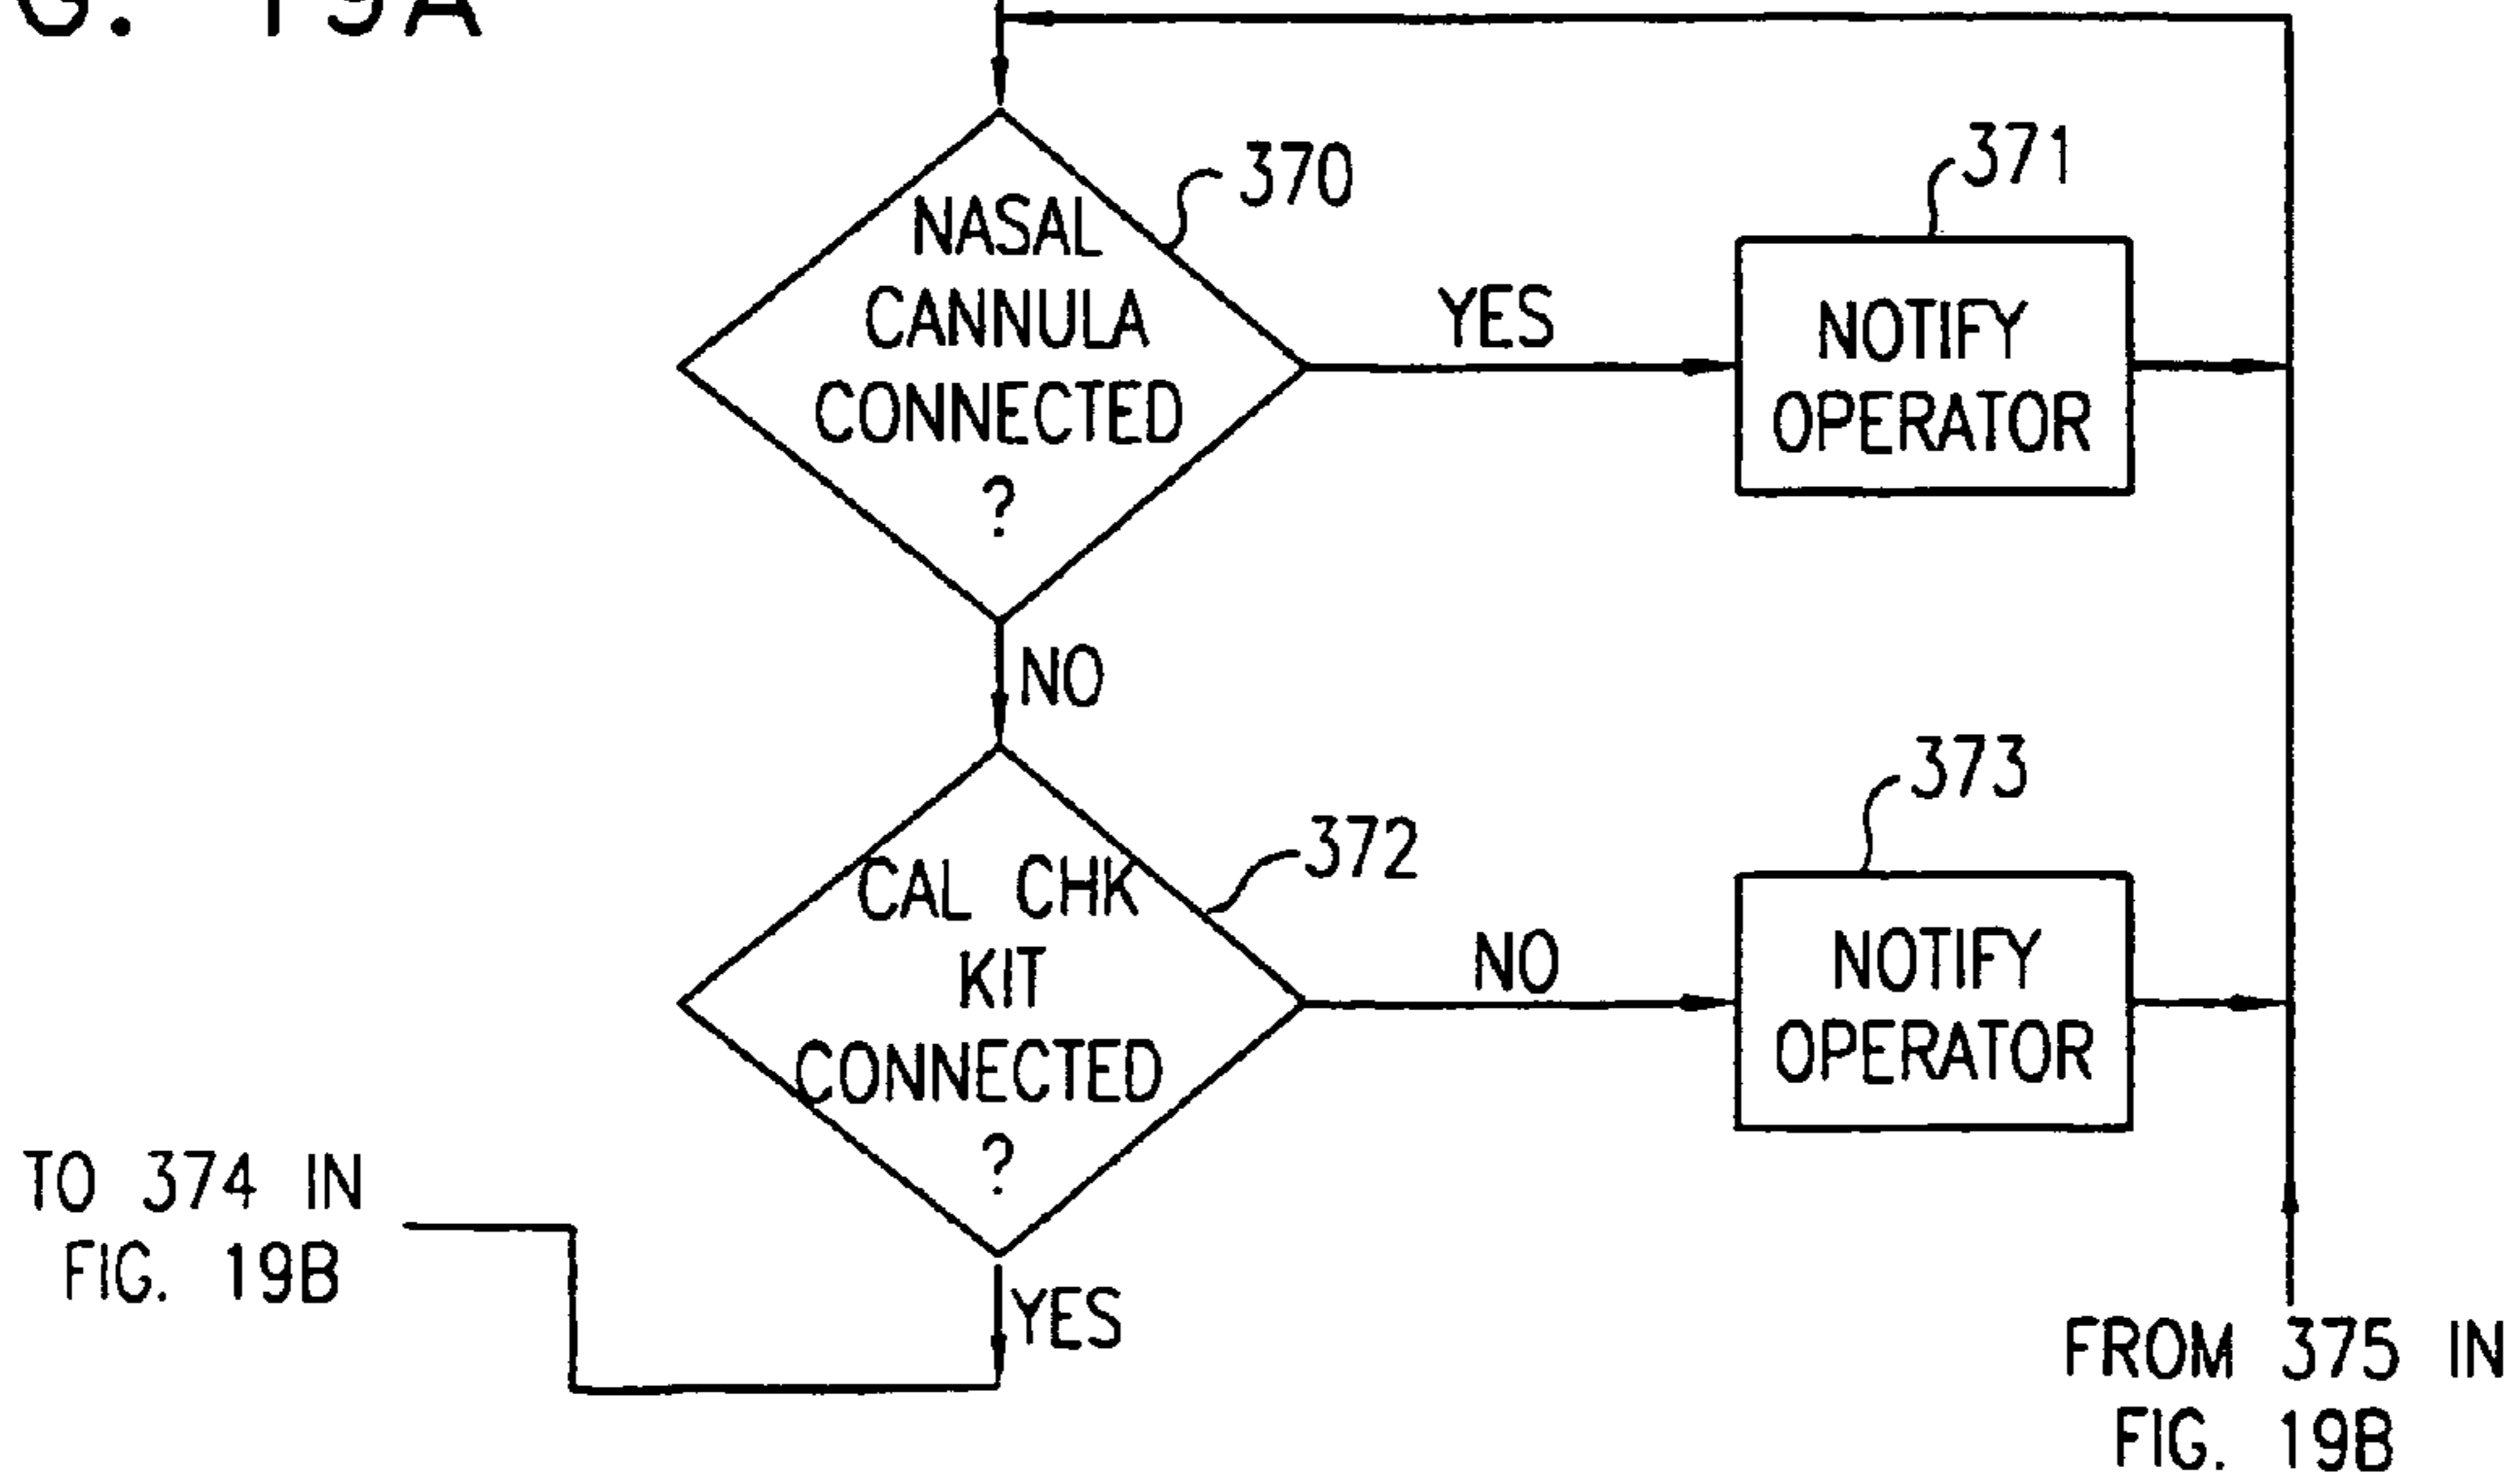 G. 19A
370
NASAL
CANNULA
CONNECTED
?
YES
371
NOTIFY
OPERATOR
NO
372
CAL CHK
KIT
CONNECTED
?
NO
373
NOTIFY
OPERATOR
YES
TO 374 IN
FIG. 19B
FROM 375 IN
FIG. 19B